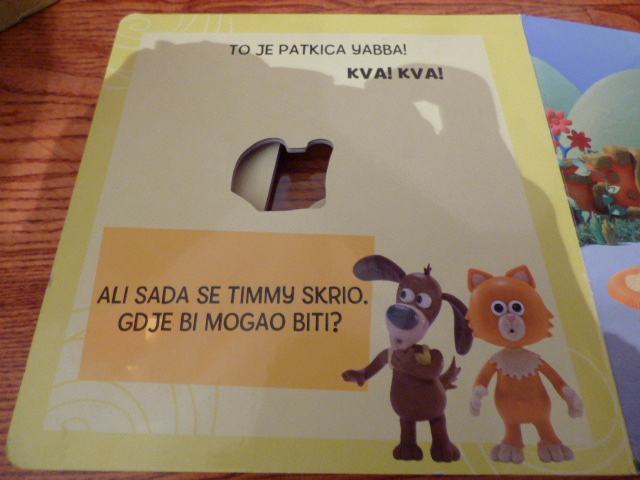 TO JE PATKICA YABBA!
KVA! KVA!
ALI SADA SE TIMMY SKRIO.
GDJE BI MOGAO BITI?